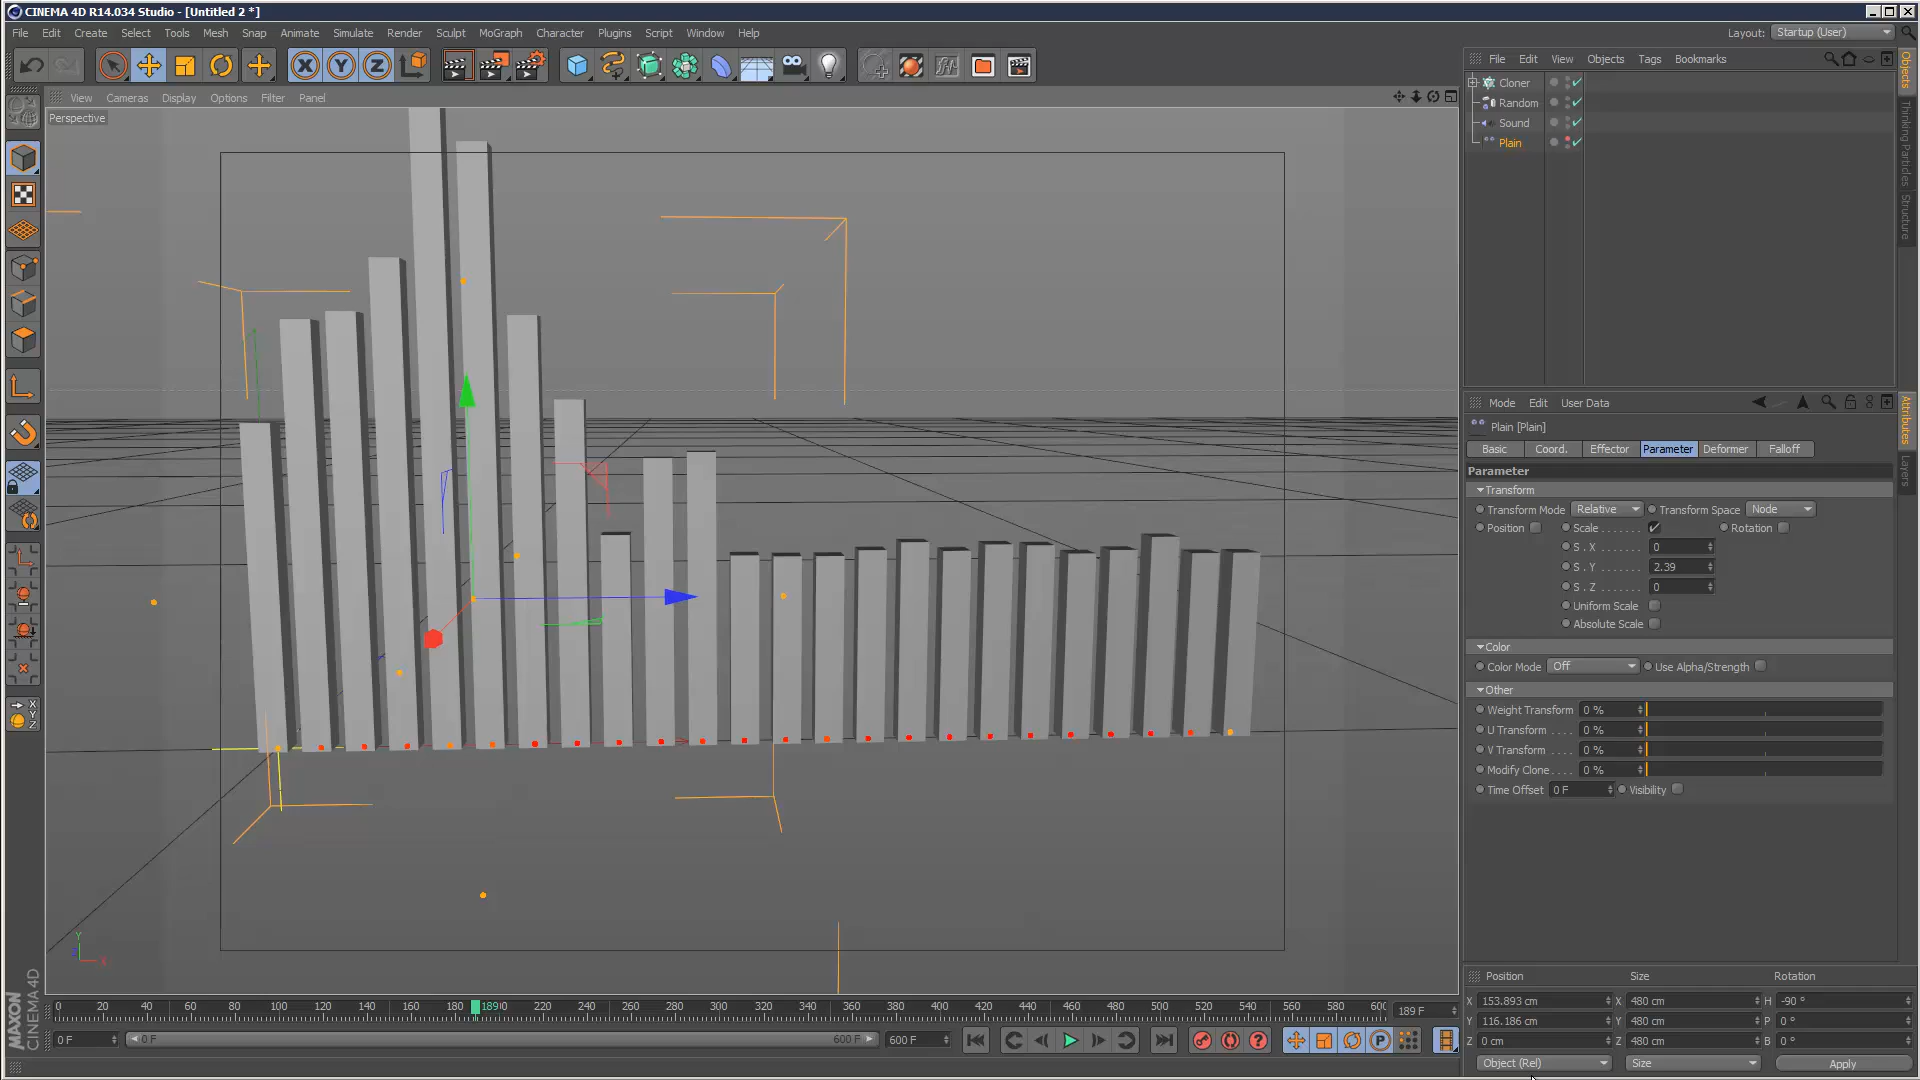 CINEMA 4D R14.034 Studio - [Untitled 2 *]
File Edit Create Select Tools Mesh Snap Animate Simulate Render Sculpt MoGraph Character Plugins Script Window Help
Layout: Startup (User)
View Cameras Display Options Filter Panel
Perspective
File Edit View Objects Tags Bookmarks
Cloner
Random
Sound
Plain
Objects
Thinking Particles
Structure
Mode Edit User Data
Plain [Plain]
Basic Coord. Effector Parameter Deformer Falloff
Attributes
Layers
Parameter
Transform
Transform Mode Relative Transform Space Node
Position Scale . . . . . . . Rotation
S . X . . . . . . 0
S . Y . . . . . . . 2.39
S . Z . . . . . . . 0
Uniform Scale
Absolute Scale
Color
Color Mode Off Use Alpha/Strength
Other
Weight Transform 0 %
U Transform . . . . 0 %
V Transform . . . . 0 %
Modify Clone. . . . 0 %
Time Offset 0 F Visibility
Y
X
MAXON
CINEMA 4D
0 20 40 60 80 100 120 140 160 180 189 220 240 260 280 300 320 340 360 380 400 420 440 460 480 500 520 540 560 580 189 F
0 F 0 F 600 F 600 F
Position Size Rotation
X 153.893 cm X 480 cm H -90 °
Y 116.186 cm Y 480 cm P 0 °
Z 0 cm Z 480 cm B 0 °
Object (Rel) Size Apply